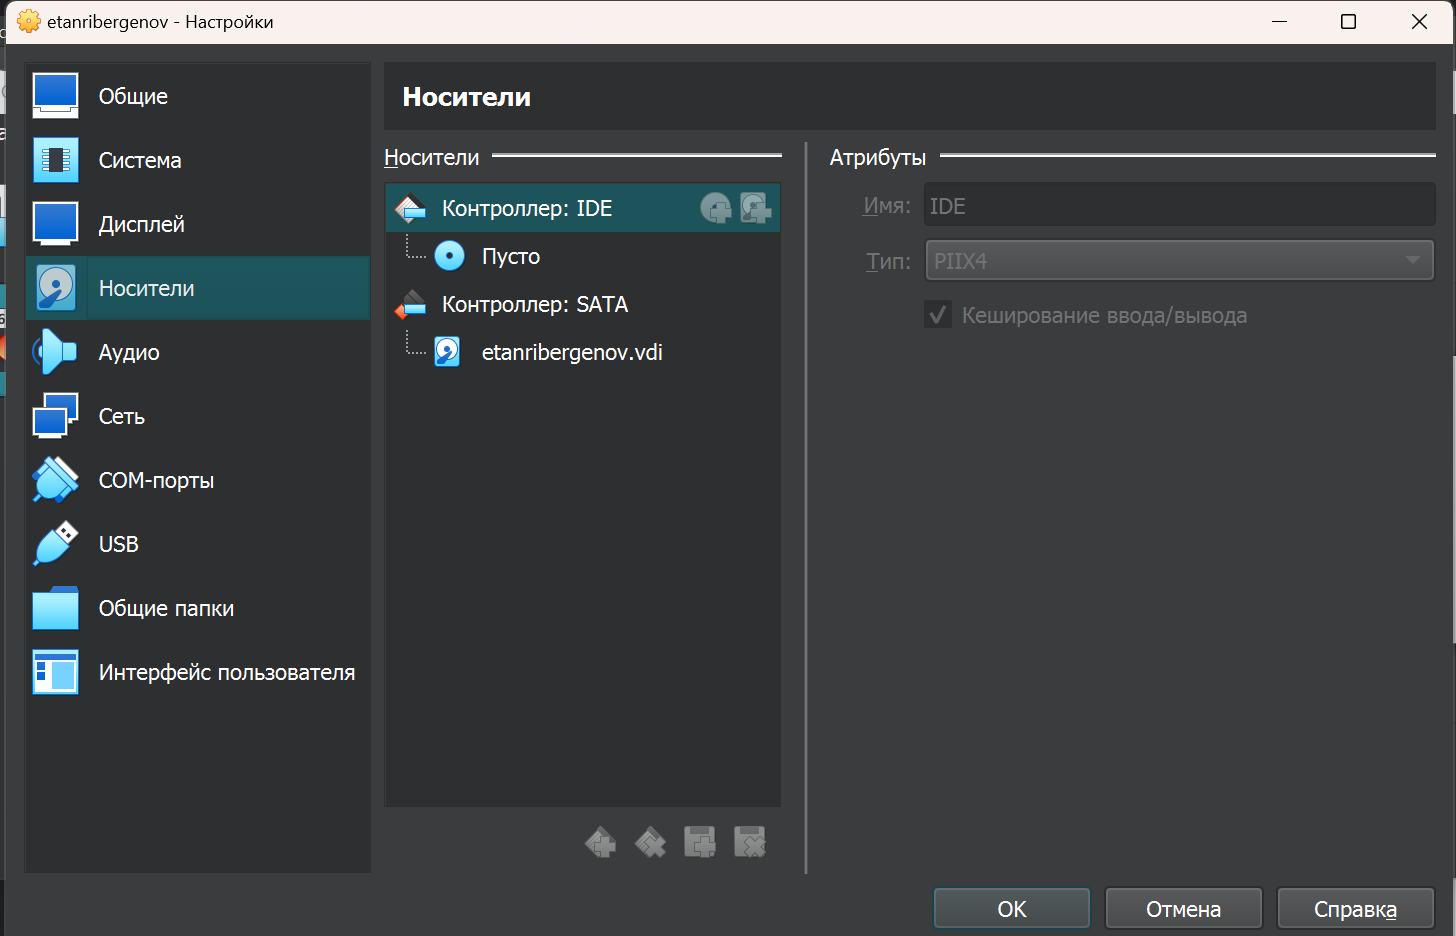 etanribergenov - Настройки
Общие
Система
Дисплей
Носители
Аудио
Сеть
COM-порты
USB
Общие папки
Интерфейс пользователя
Носители
Носители
Контроллер: IDE
Пусто
Контроллер: SATA
etanribergenov.vdi
Атрибуты
Имя: IDE
Тип: PIIX4
Кеширование ввода/вывода
OK
Отмена
Справка